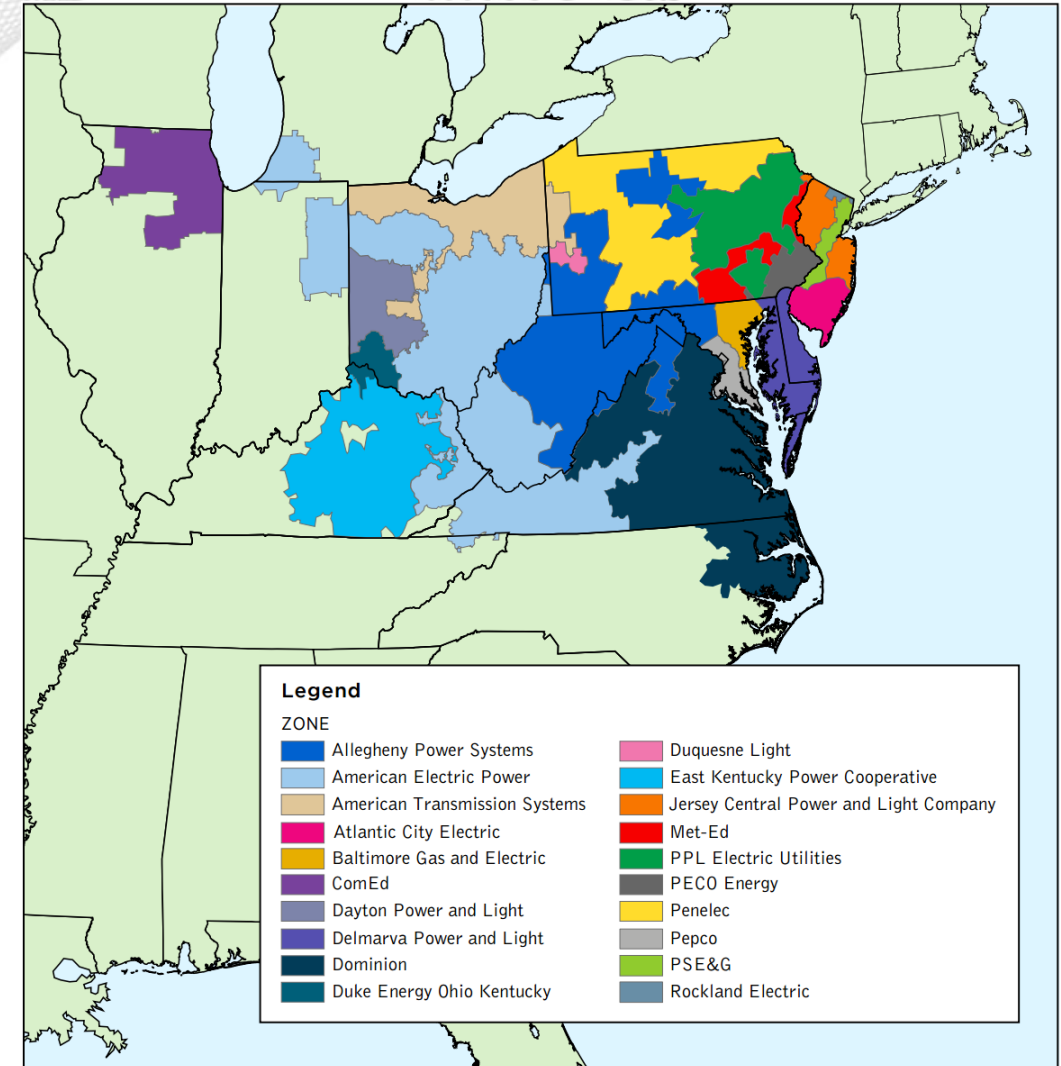 Legend
ZONE
Allegheny Power Systems
American Electric Power
American Transmission Systems
Atlantic City Electric
Baltimore Gas and Electric
ComEd
Dayton Power and Light
Delmarva Power and Light
Dominion
Duke Energy Ohio Kentucky
Duquesne Light
East Kentucky Power Cooperative
Jersey Central Power and Light Company
Met-Ed
PPL Electric Utilities
PECO Energy
Penelec
Pepco
PSE&G
Rockland Electric